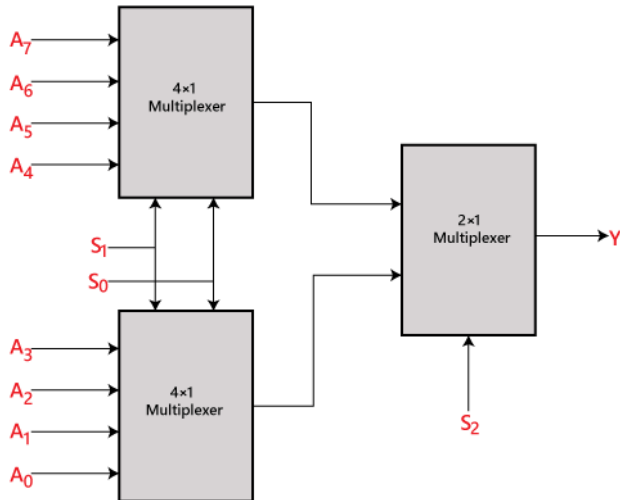 A7
A6
A5
A4
4×1
Multiplexer
S1
S0
A3
A2
A1
A0
4×1
Multiplexer
2×1
Multiplexer
Y
S2